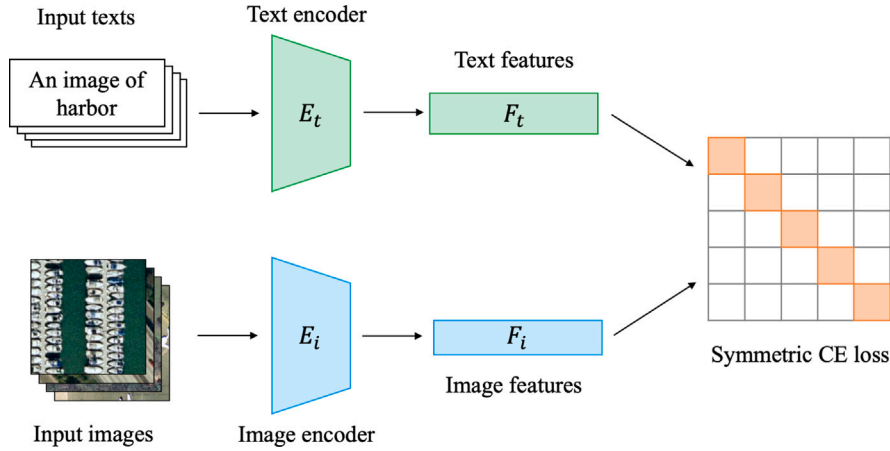 Input texts
Text encoder
An image of
harbor
E_t
Text features
F_t
E_i
F_i
Symmetric CE loss
Image features
Input images
Image encoder